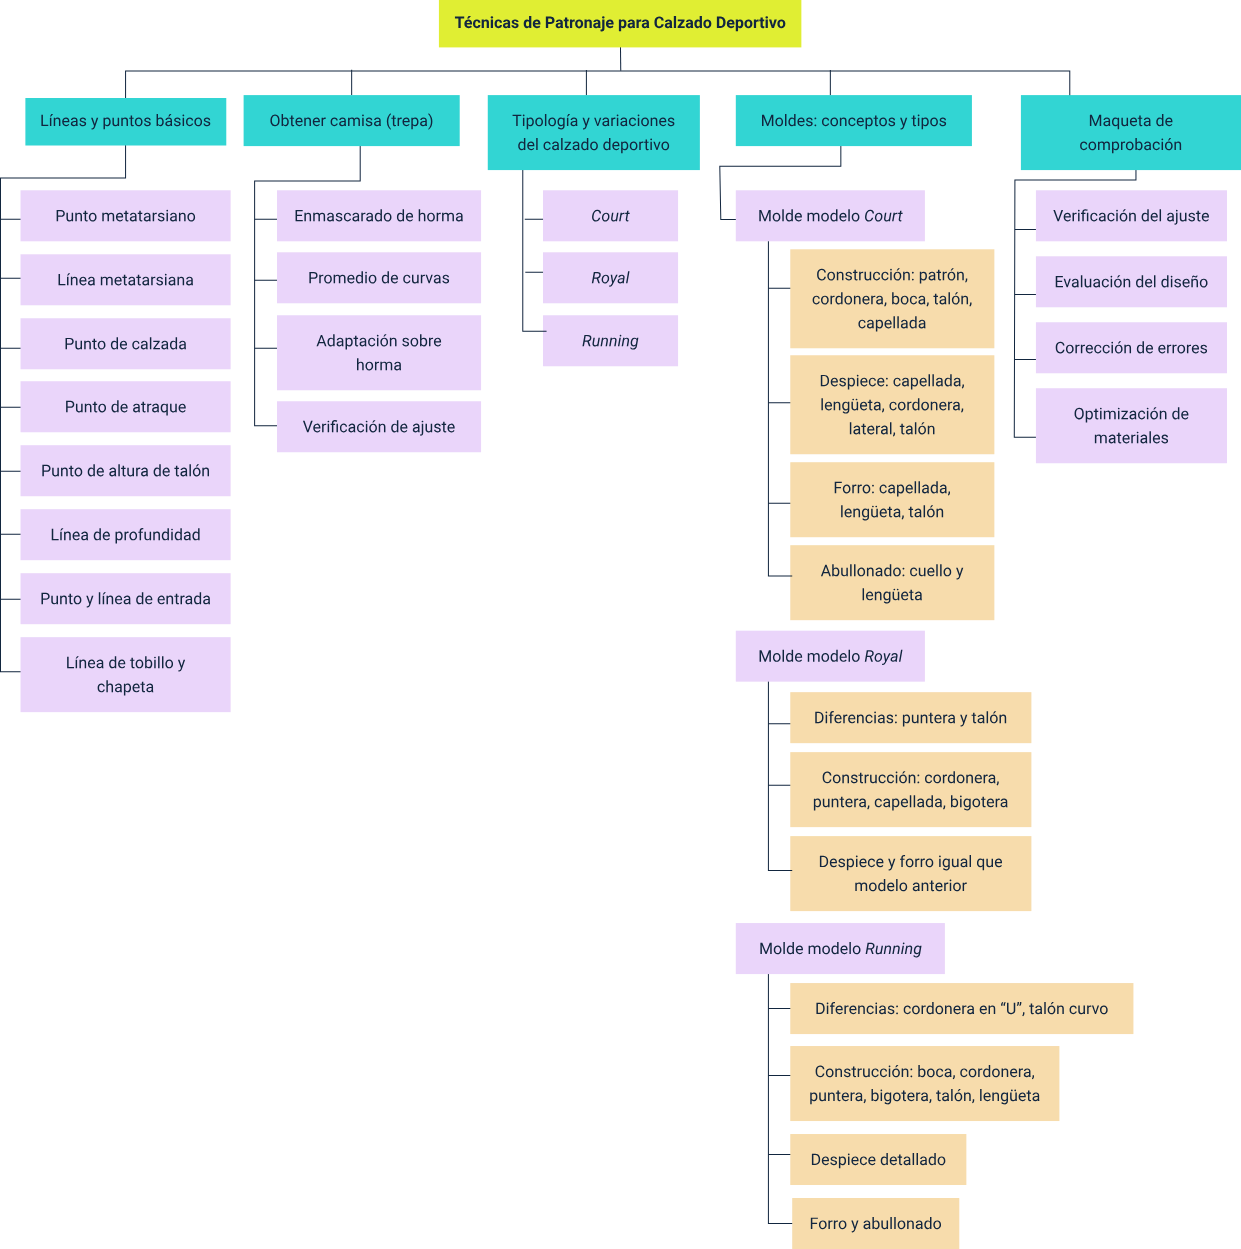 Técnicas de Patronaje para Calzado Deportivo
Líneas y puntos básicos
Punto metatarsiano
Línea metatarsiana
Punto de calzada
Punto de atraque
Punto de altura de talón
Línea de profundidad
Punto y línea de entrada
Línea de tobillo y
chapeta
Obtener camisa (trepa)
Enmascarado de horma
Promedio de curvas
Adaptación sobre
horma
Verificación de ajuste
Tipología y variaciones
del calzado deportivo
Court
Royal
Running
Moldes: conceptos y tipos
Molde modelo Court
Construcción: patrón,
cordonera, boca, talón,
capellada
Despiece: capellada,
lengüeta, cordonera,
lateral, talón
Forro: capellada,
lengüeta, talón
Abullonado: cuello y
lengüeta
Molde modelo Royal
Diferencias: puntera y talón
Construcción: cordonera,
puntera, capellada, bigotera
Despiece y forro igual que
modelo anterior
Molde modelo Running
Diferencias: cordonera en “U”, talón curvo
Construcción: boca, cordonera,
puntera, bigotera, talón, lengüeta
Despiece detallado
Forro y abullonado
Maqueta de
comprobación
Verificación del ajuste
Evaluación del diseño
Corrección de errores
Optimización de
materiales